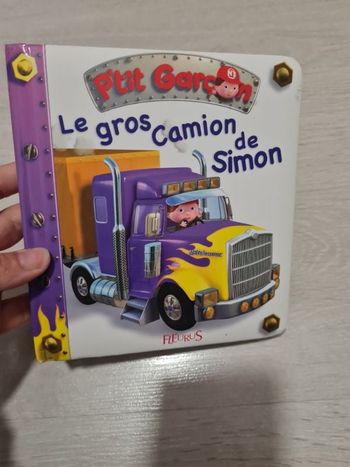 P'tit Garçon
Le gros
Camion
de
Simon
FLEURUS